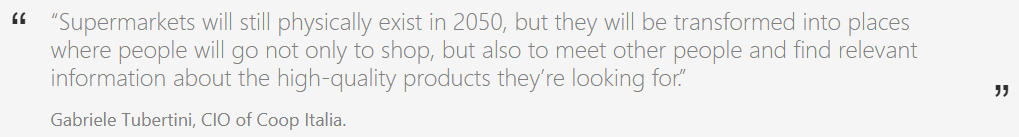 “Supermarkets will still physically exist in 2050, but they will be transformed into places
where people will go not only to shop, but also to meet other people and find relevant
information about the high-quality products they’re looking for.”
Gabriele Tubertini, CIO of Coop Italia.